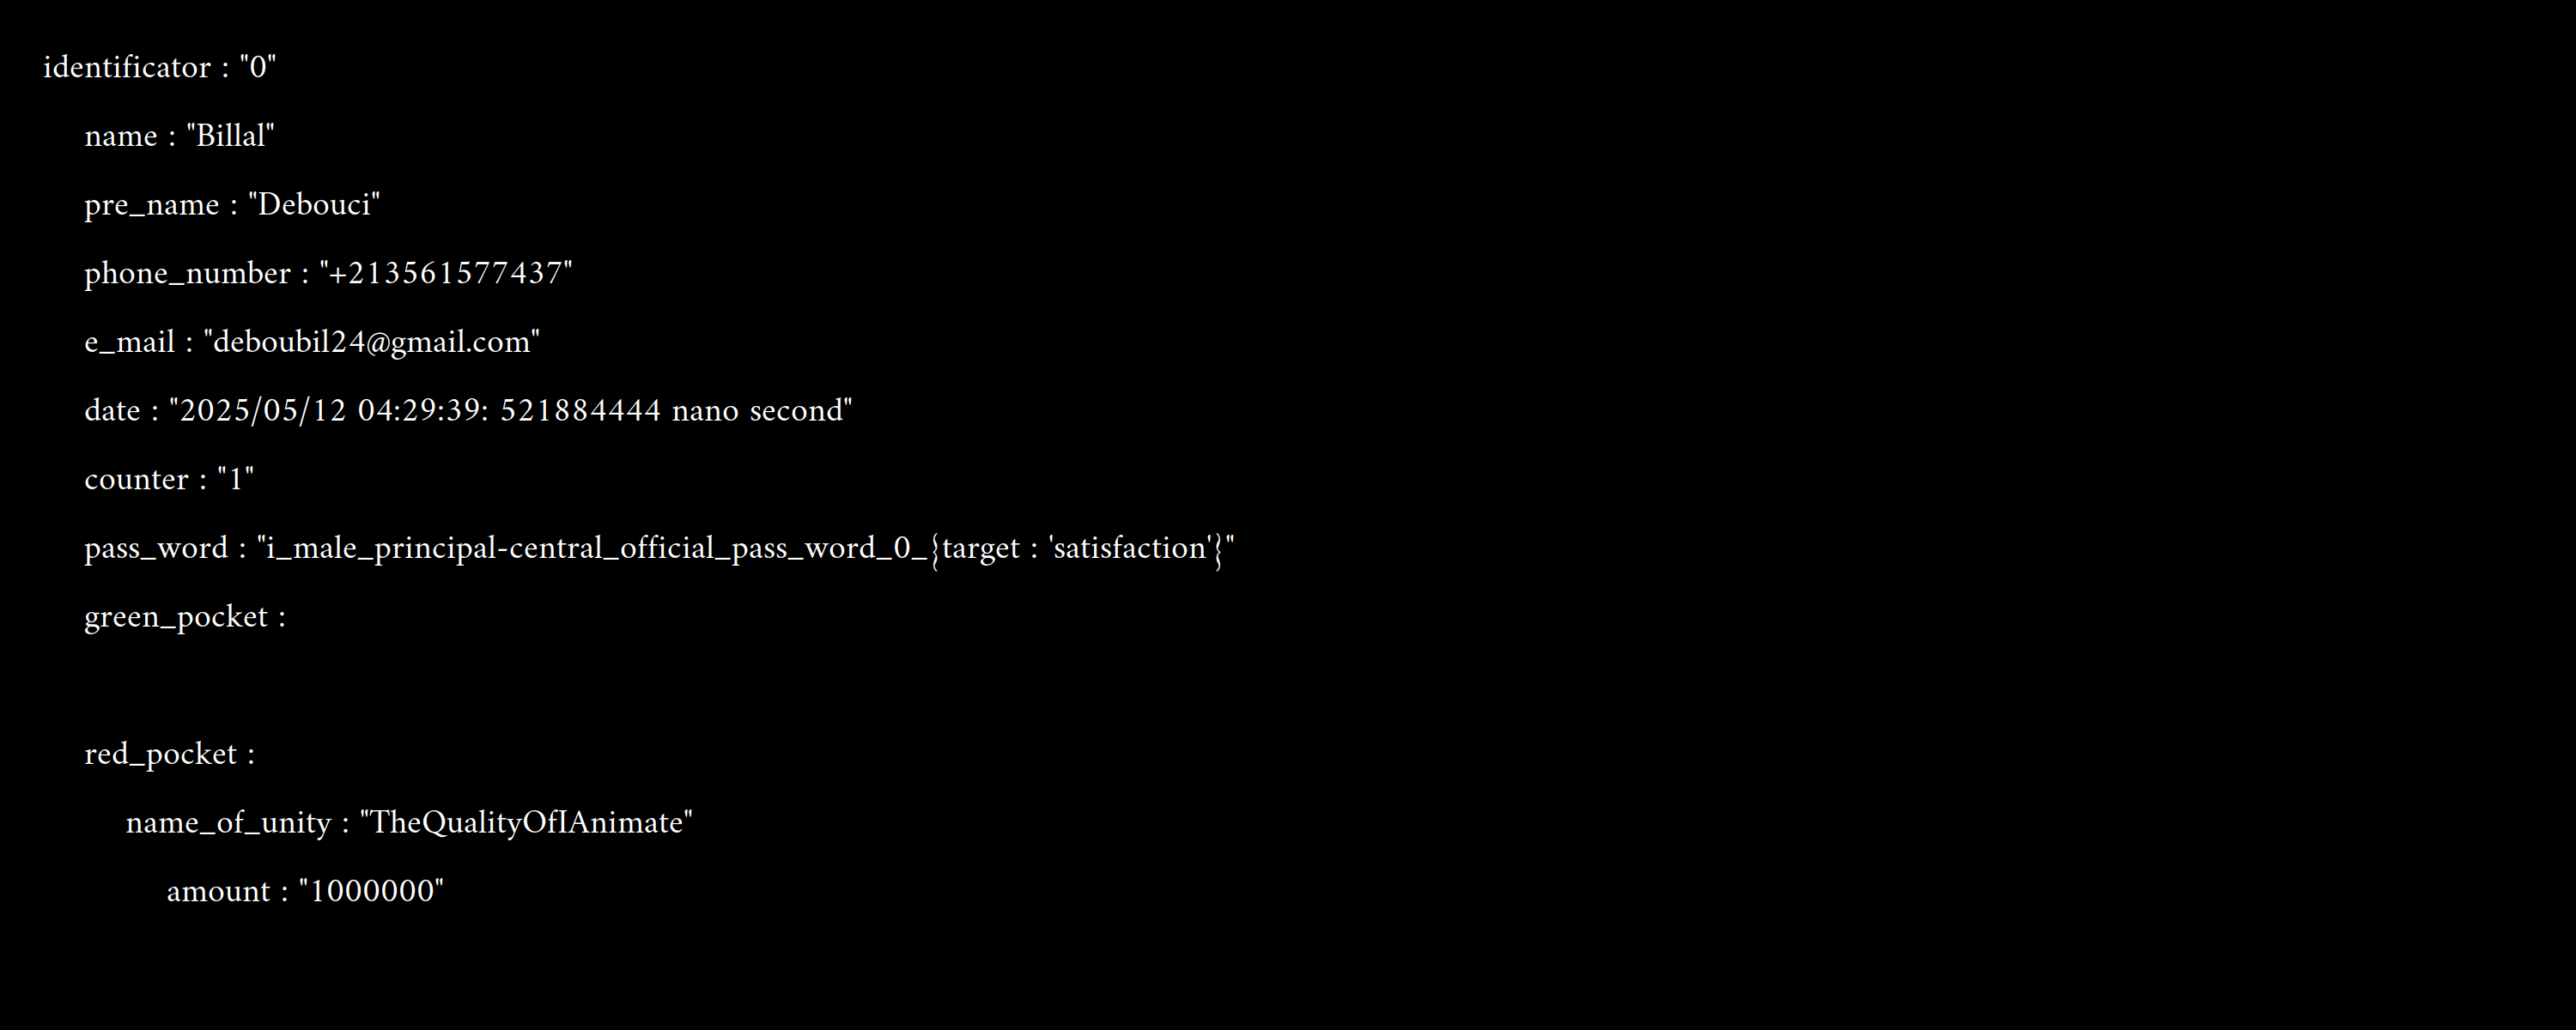 identificator : "0"
name : "Billal"
pre_name : "Debouci"
phone_number : "+213561577437"
e_mail : "deboubil24@gmail.com"
date : "2025/05/12 04:29:39: 521884444 nano second"
counter : "1"
pass_word : "i_male_principal-central_official_pass_word_0_{target : 'satisfaction'}"
green_pocket :
red_pocket :
name_of_unity : "TheQualityOfIAnimate"
amount : "1000000"